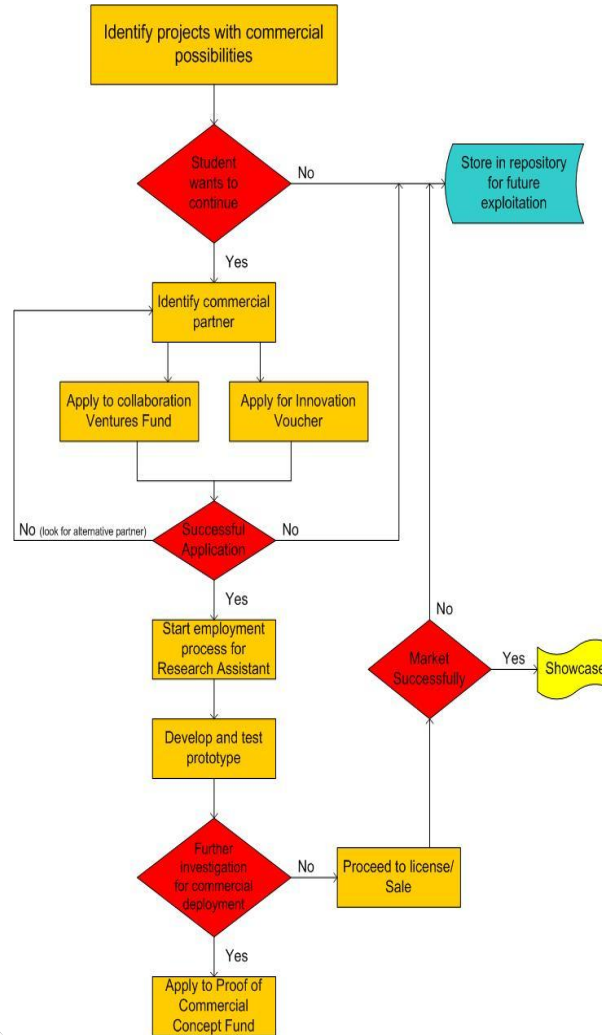 Identify projects with commercial
possibilities
Student
wants to
continue
No
Store in repository
for future
exploitation
Yes
Identify commercial
partner
Apply to collaboration
Ventures Fund
Apply for Innovation
Voucher
No (look for alternative partner)
Successful
Application
No
Yes
Start employment
process for
Research Assistant
No
Market
Successfully
Yes
Showcase
Develop and test
prototype
Further
investigation
for commercial
deployment
No
Proceed to license/
Sale
Yes
Apply to Proof of
Commercial
Concept Fund